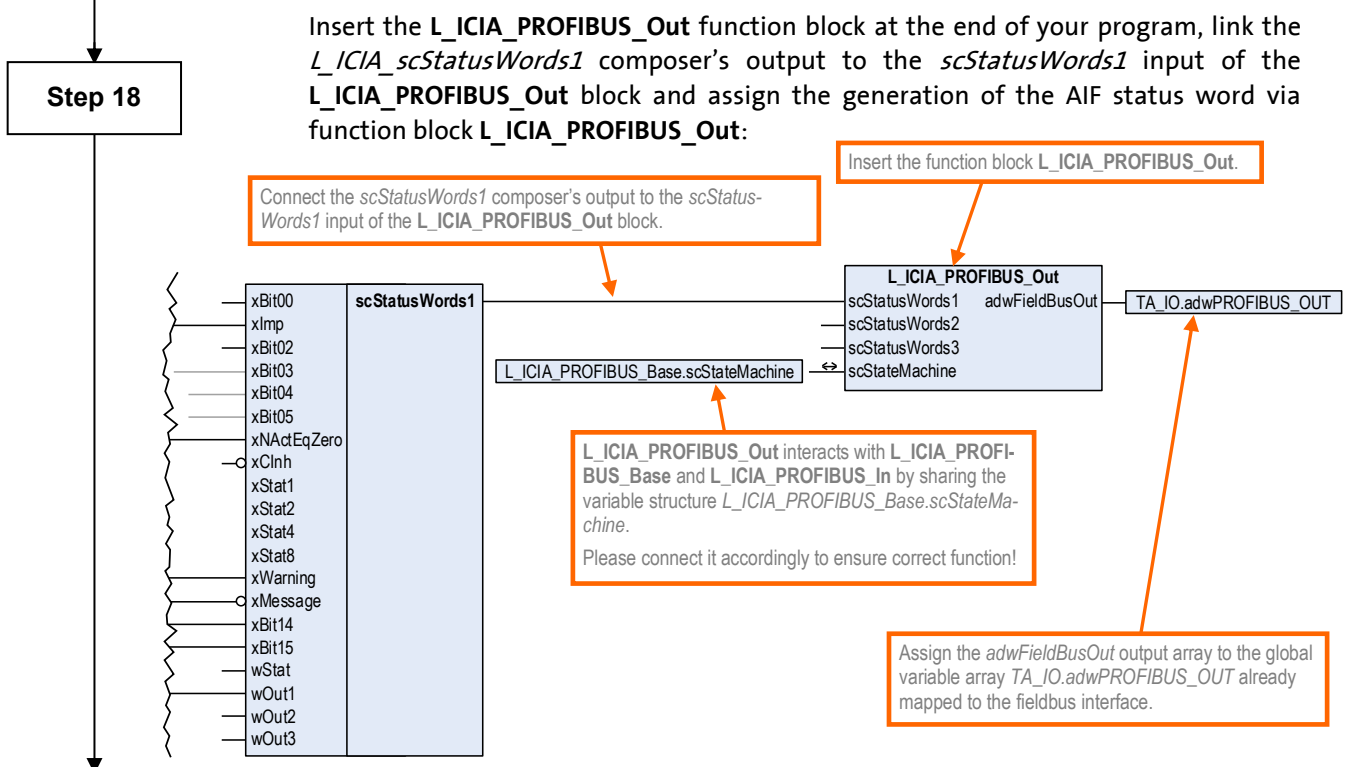 Insert the L_ICIA_PROFIBUS_Out function block at the end of your program, link the
L_ICIA_scStatusWords1 composer's output to the scStatusWords1 input of the
L_ICIA_PROFIBUS_Out block and assign the generation of the AIF status word via
function block L_ICIA_PROFIBUS_Out:
Step 18
Insert the function block L_ICIA_PROFIBUS_Out.
Connect the scStatusWords1 composer's output to the scStatus-
Words1 input of the L_ICIA_PROFIBUS_Out block.
xBit00
xImp
xBit02
xBit03
xBit04
xBit05
xNActEqZero
xCInh
xStat1
xStat2
xStat4
xStat8
xWarning
xMessage
xBit14
xBit15
wStat
wOut1
wOut2
wOut3
scStatusWords1
L_ICIA_PROFIBUS_Base.scStateMachine
L_ICIA_PROFIBUS_Out
scStatusWords1 adwFieldBusOut
scStatusWords2
scStatusWords3
scStateMachine
TA_IO.adwPROFIBUS_OUT
L_ICIA_PROFIBUS_Out interacts with L_ICIA_PROFI-
BUS_Base and L_ICIA_PROFIBUS_In by sharing the
variable structure L_ICIA_PROFIBUS_Base.scStateMa-
chine.
Please connect it accordingly to ensure correct function!
Assign the adwFieldBusOut output array to the global
variable array TA_IO.adwPROFIBUS_OUT already
mapped to the fieldbus interface.